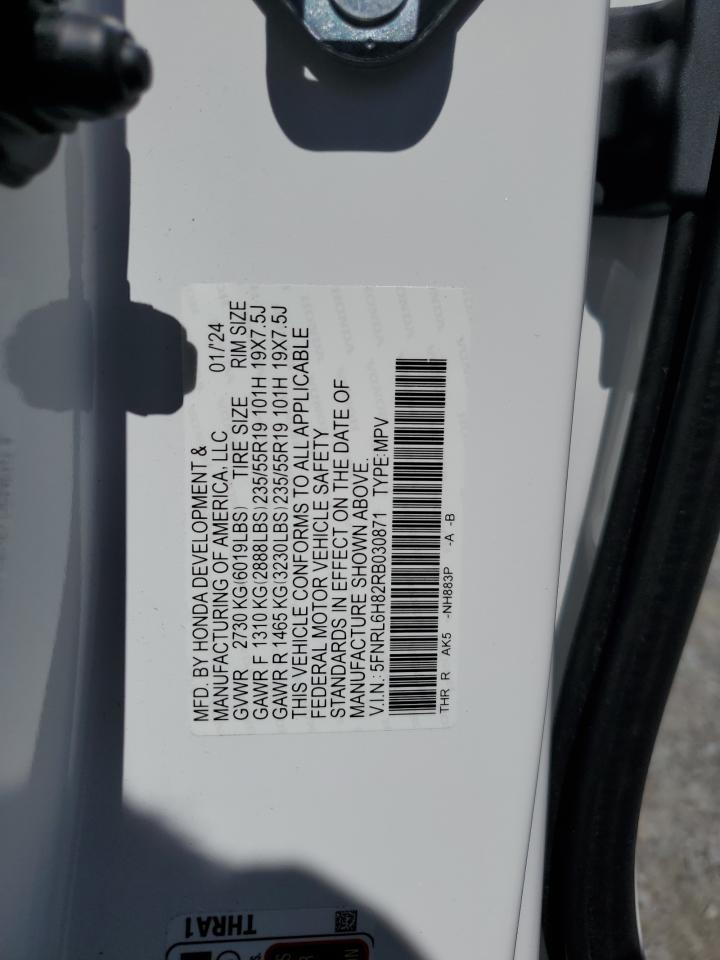 MFD. BY HONDA DEVELOPMENT &
MANUFACTURING OF AMERICA, LLC 01/'24
GVWR 2730 KG(6019LBS) TIRE SIZE RIM SIZE
GAWR F 1310 KG(2888LBS) 235/55R19 101H 19X7.5J
GAWR R 1465 KG(3230LBS) 235/55R19 101H 19X7.5J
THIS VEHICLE CONFORMS TO ALL APPLICABLE
FEDERAL MOTOR VEHICLE SAFETY
STANDARDS IN EFFECT ON THE DATE OF
MANUFACTURE SHOWN ABOVE.
V.I.N.:5FNRL6H82RB030871 TYPE:MPV
THR R AK5 -NH883P -A -B
THRA1